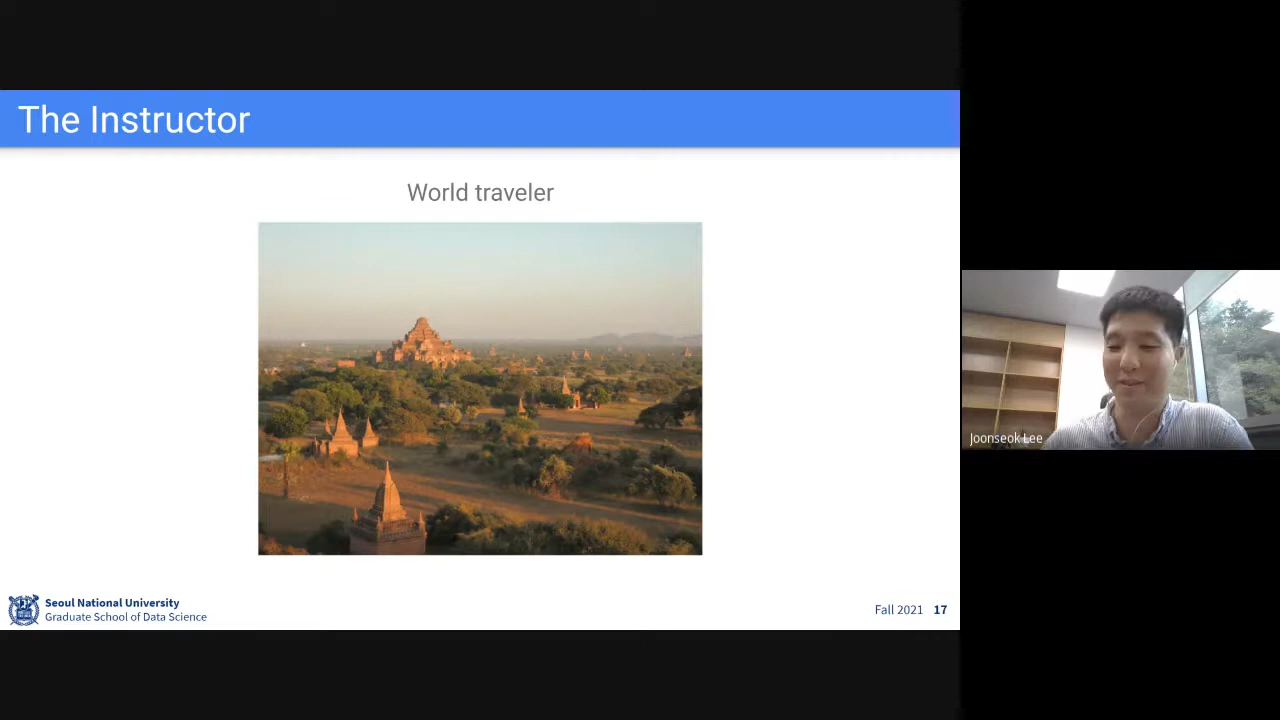 The Instructor
World traveler
Joonseok Lee
Seoul National University
Graduate School of Data Science
Fall 2021 17